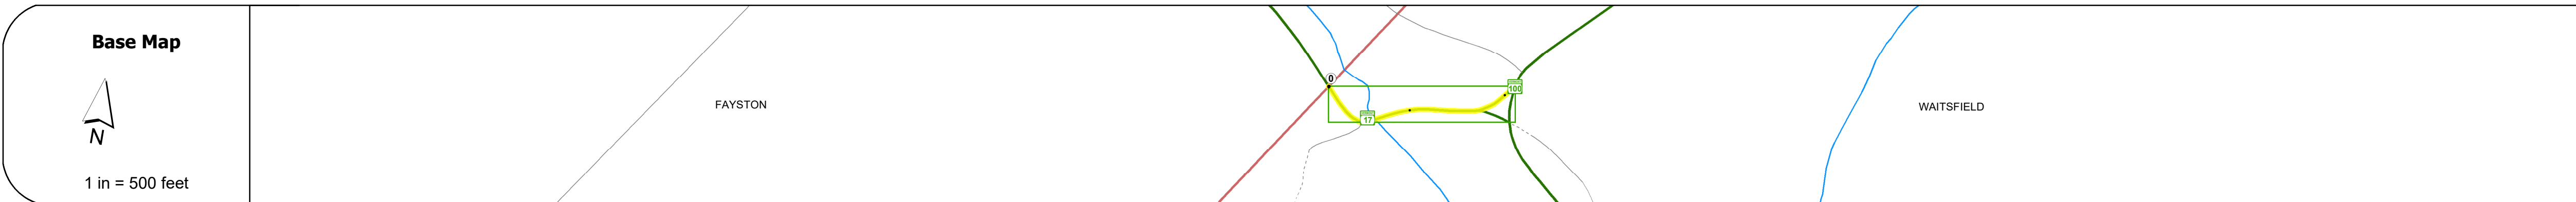 Base Map
N
1 in = 500 feet
FAYSTON
0
17
100
WAITSFIELD